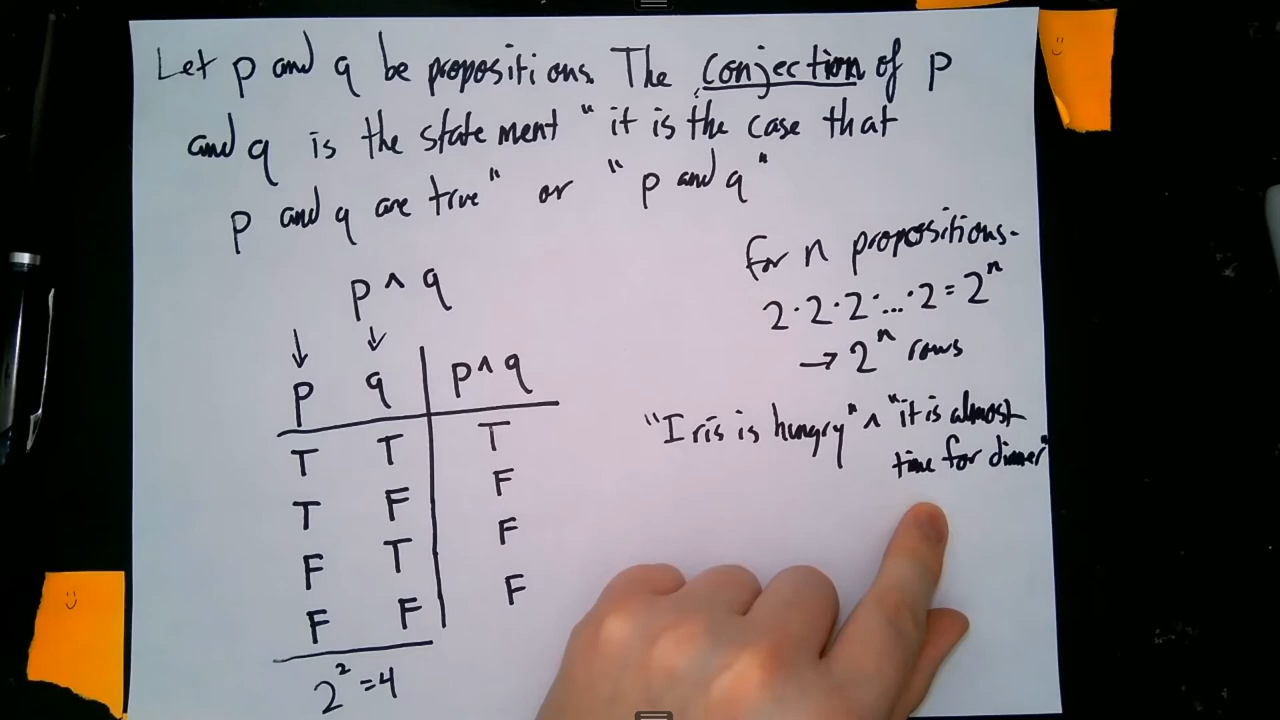 Let p and q be propositions. The conjection of p
and q is the statement "it is the case that
p and q are true" or "p and q"
p ∧ q
p q p ∧ q
T T T
T F F
F T F
F F F
2² = 4
for n propositions.
2 · 2 · 2 · ... · 2 = 2ⁿ
→ 2ⁿ rows
"Iris is hungry" ∧ "it is almost
time for dinner"